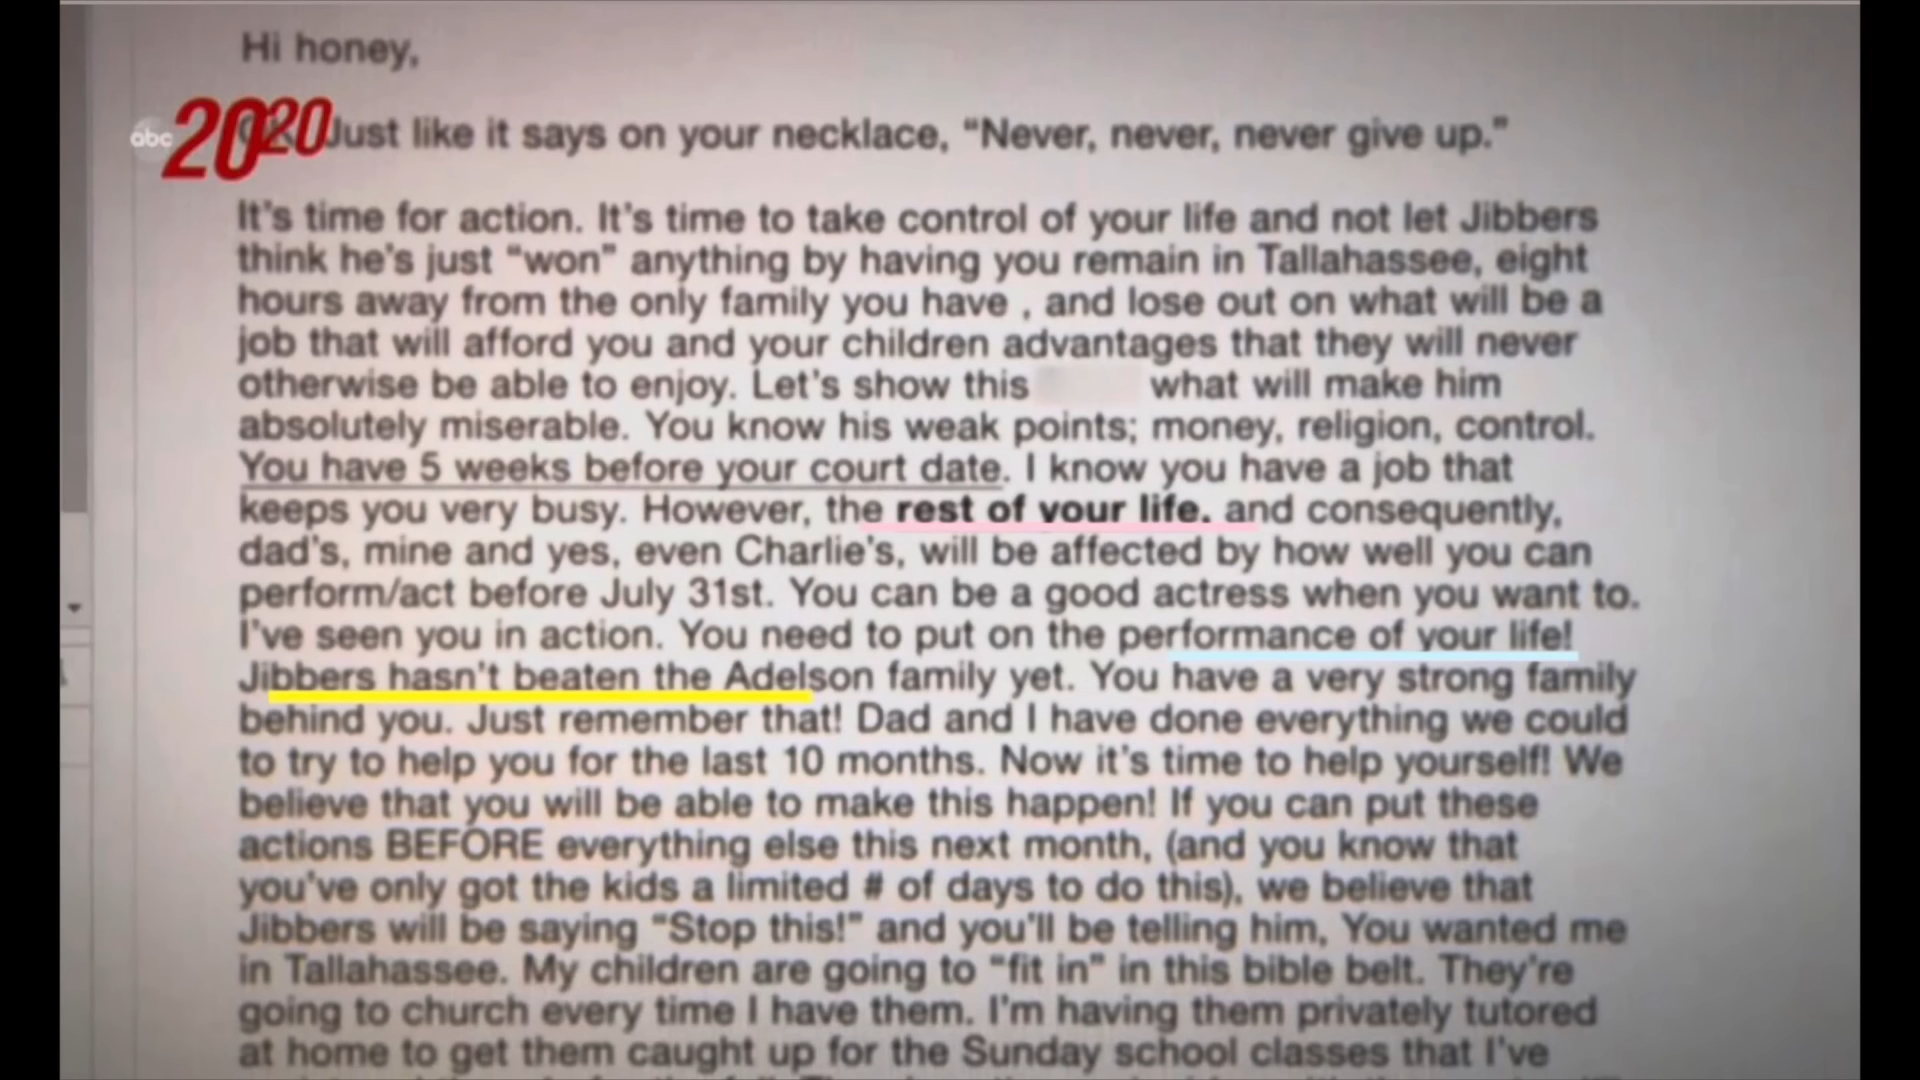 Hi honey,
abc 2020 Just like it says on your necklace, “Never, never, never give up.”
It's time for action. It's time to take control of your life and not let Jibbers
think he's just “won” anything by having you remain in Tallahassee, eight
hours away from the only family you have , and lose out on what will be a
job that will afford you and your children advantages that they will never
otherwise be able to enjoy. Let's show this what will make him
absolutely miserable. You know his weak points; money, religion, control.
You have 5 weeks before your court date. I know you have a job that
keeps you very busy. However, the rest of your life, and consequently,
dad's, mine and yes, even Charlie's, will be affected by how well you can
perform/act before July 31st. You can be a good actress when you want to.
I've seen you in action. You need to put on the performance of your life!
Jibbers hasn't beaten the Adelson family yet. You have a very strong family
behind you. Just remember that! Dad and I have done everything we could
to try to help you for the last 10 months. Now it's time to help yourself! We
believe that you will be able to make this happen! If you can put these
actions BEFORE everything else this next month, (and you know that
you've only got the kids a limited # of days to do this), we believe that
Jibbers will be saying “Stop this!” and you'll be telling him, You wanted me
in Tallahassee. My children are going to “fit in” in this bible belt. They're
going to church every time I have them. I'm having them privately tutored
at home to get them caught up for the Sunday school classes that I've